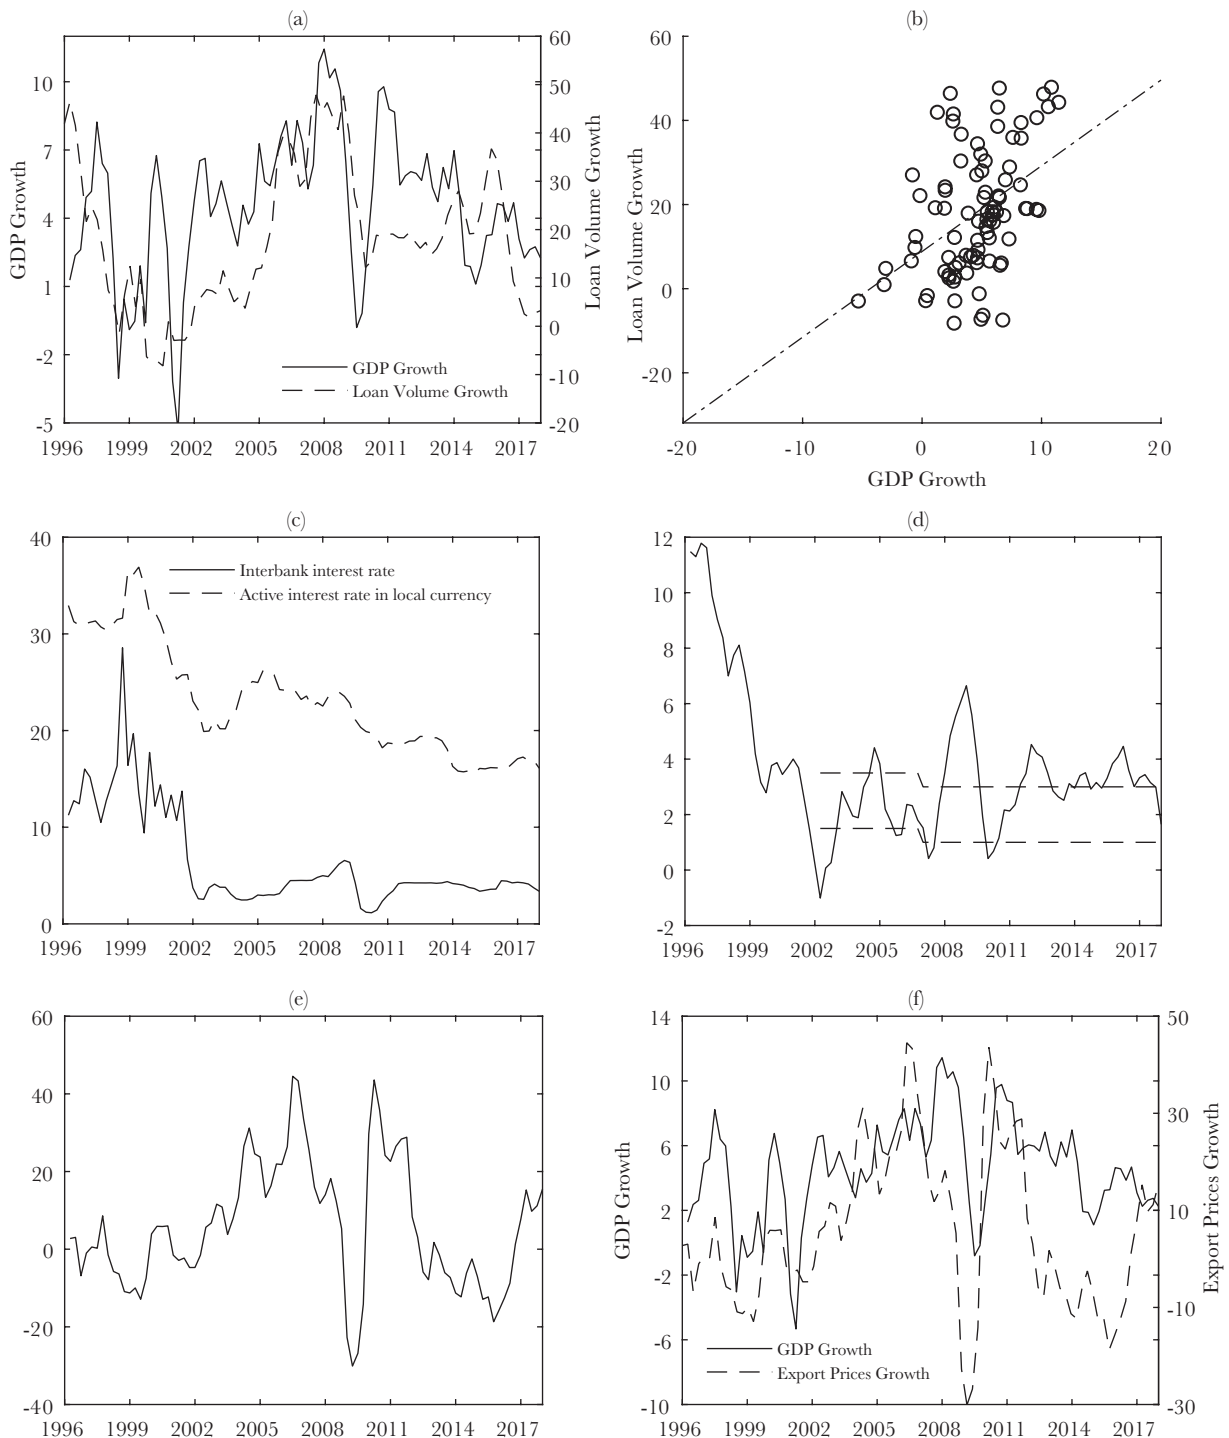 (a)
60
50
40
30
20
10
0
-10
-20
10
7
4
1
-2
-5
GDP Growth
Loan Volume Growth
GDP Growth
Loan Volume Growth
1996 1999 2002 2005 2008 2011 2014 2017
(b)
60
40
20
0
-20
Loan Volume Growth
-20 -10 0 10 20
GDP Growth
(c)
40
30
20
10
0
Interbank interest rate
Active interest rate in local currency
1996 1999 2002 2005 2008 2011 2014 2017
(d)
12
10
8
6
4
2
0
-2
1996 1999 2002 2005 2008 2011 2014 2017
(e)
60
40
20
0
-20
-40
1996 1999 2002 2005 2008 2011 2014 2017
(f)
14
10
6
2
-2
-6
-10
GDP Growth
50
30
10
-10
-30
Export Prices Growth
GDP Growth
Export Prices Growth
1996 1999 2002 2005 2008 2011 2014 2017